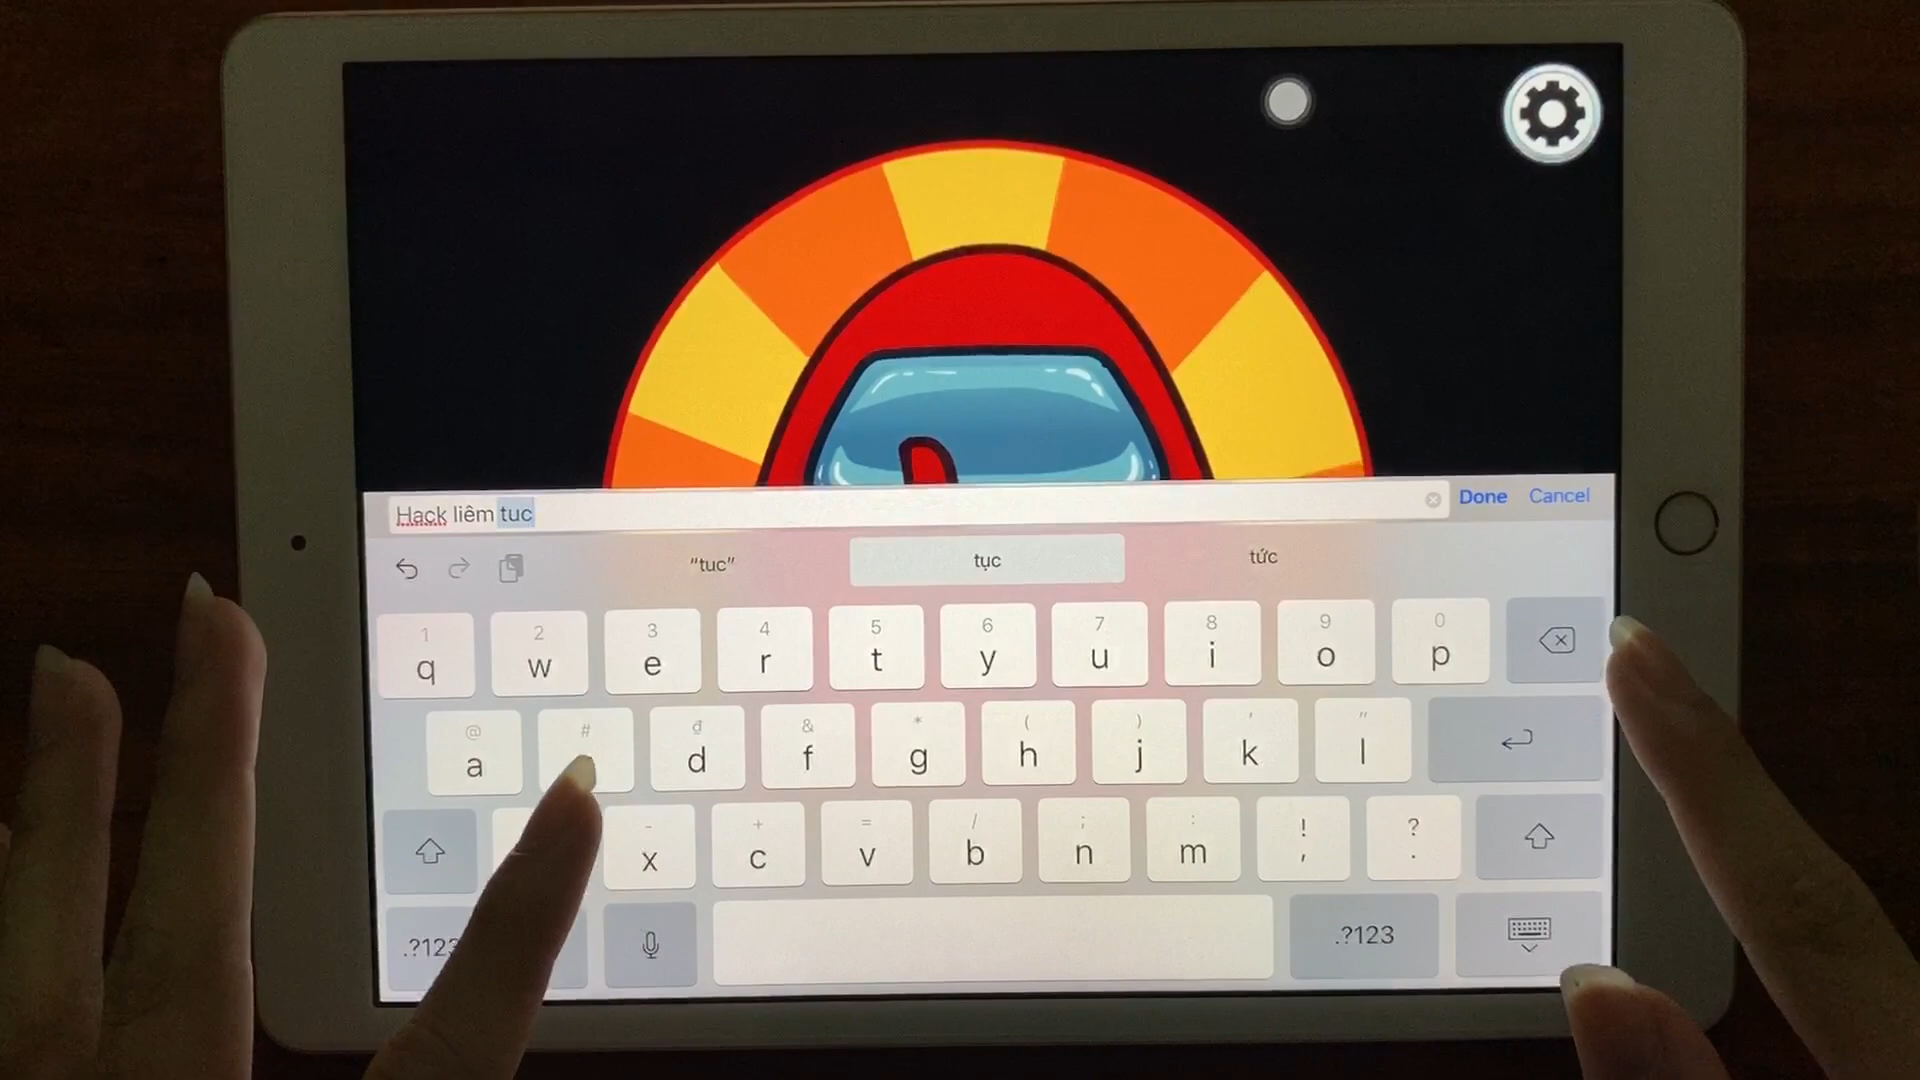 Hack liêm tuc
Done Cancel
"tuc" tục tức
1 2 3 4 5 6 7 8 9 0
q w e r t y u i o p
@ # ₫ & * ( ) ' "
a d f g h j k l
- + = / ; : ! ?
x c v b n m , .
.?123 .?123